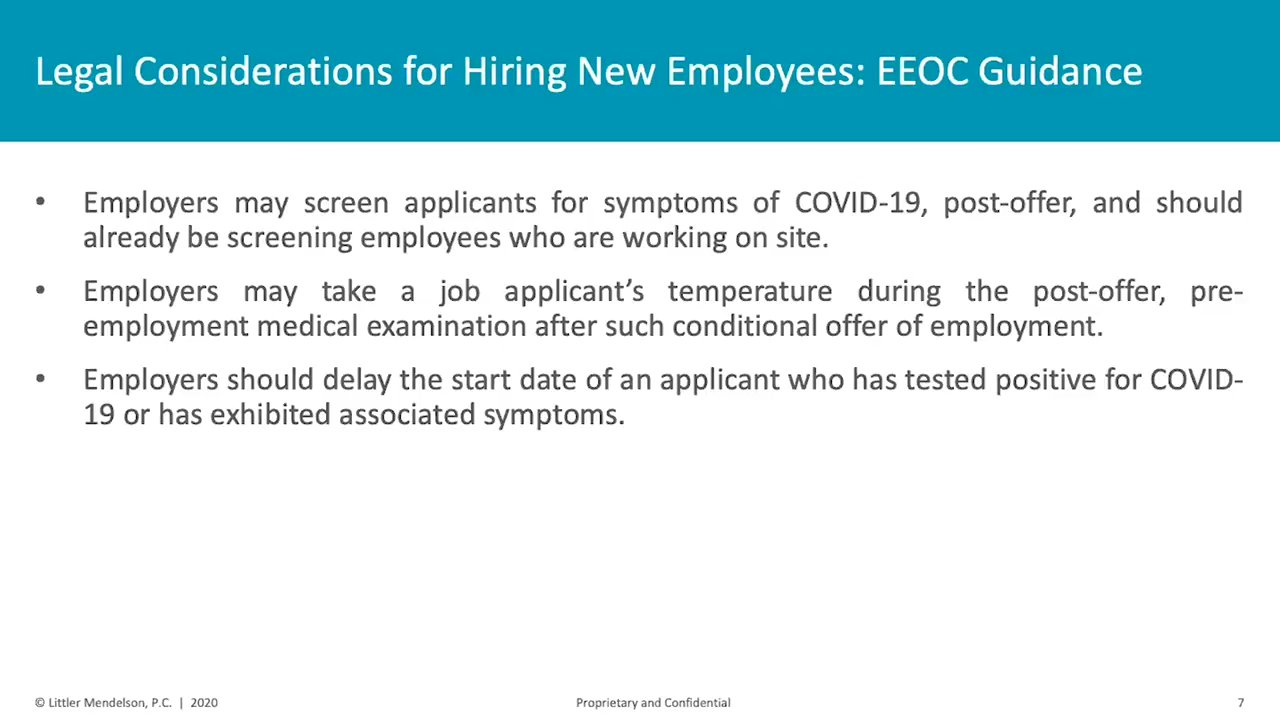 Legal Considerations for Hiring New Employees: EEOC Guidance
• Employers may screen applicants for symptoms of COVID-19, post-offer, and should
already be screening employees who are working on site.
• Employers may take a job applicant’s temperature during the post-offer, pre-
employment medical examination after such conditional offer of employment.
• Employers should delay the start date of an applicant who has tested positive for COVID-
19 or has exhibited associated symptoms.
© Littler Mendelson, P.C. | 2020
Proprietary and Confidential
7